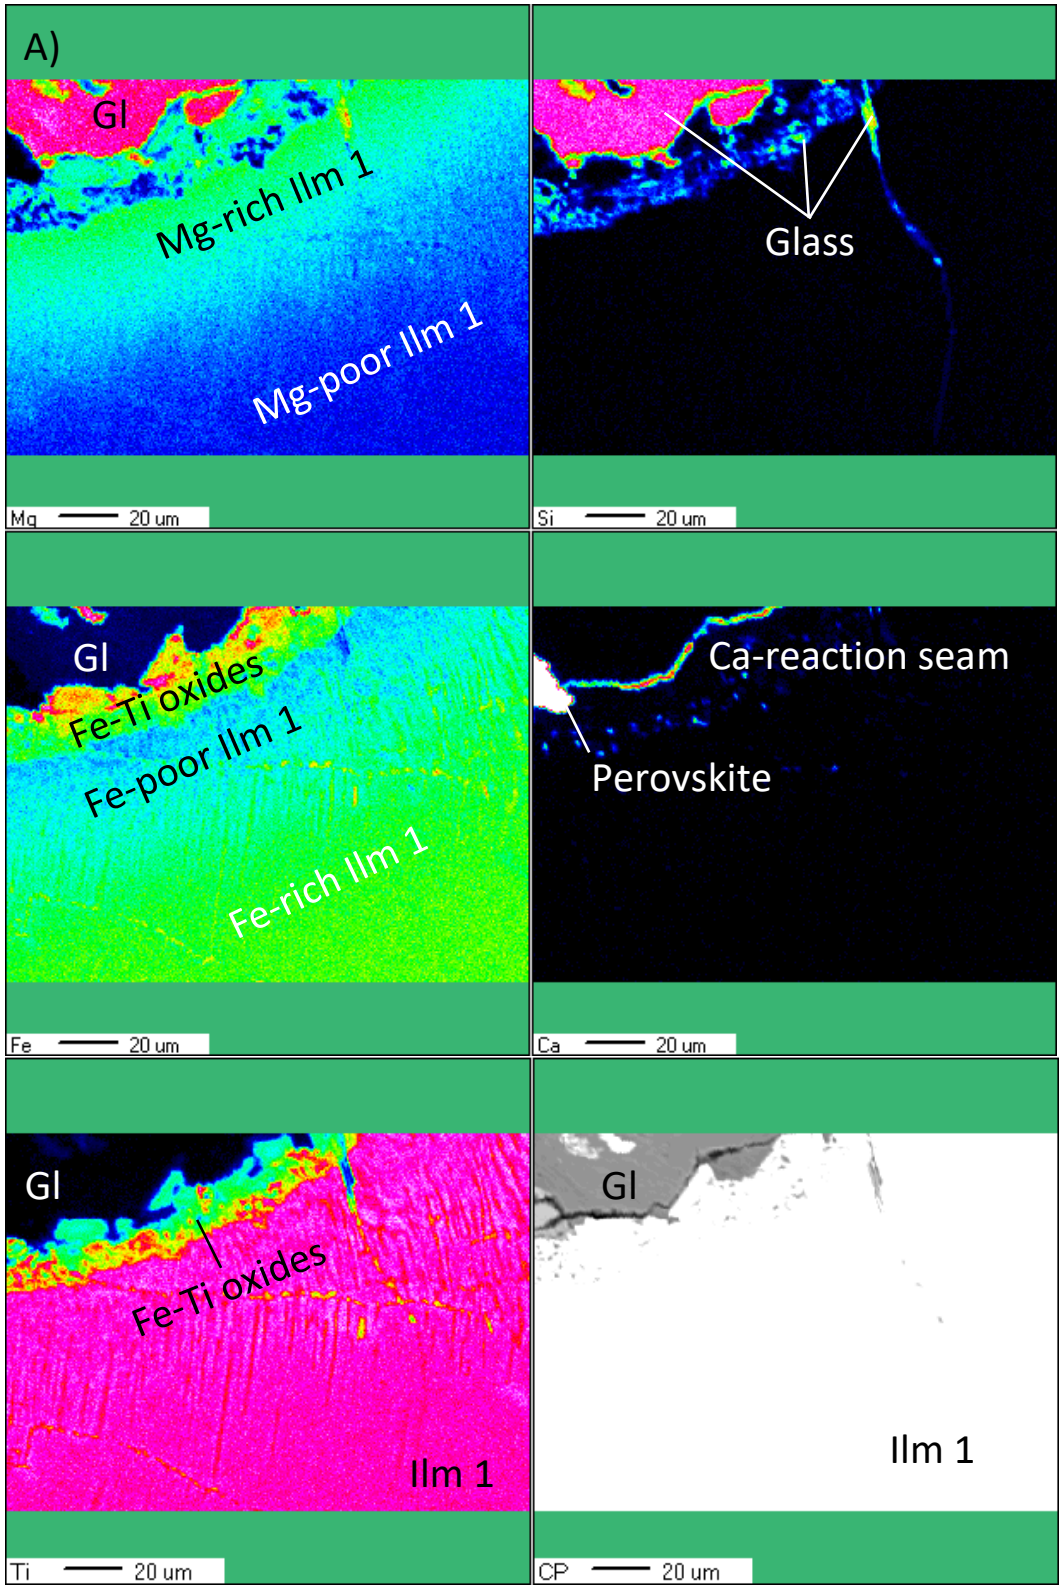 A)
Gl
Mg-rich Ilm 1
Mg-poor Ilm 1
Mg 20 um
Glass
Si 20 um
Gl
Fe-Ti oxides
Fe-poor Ilm 1
Fe-rich Ilm 1
Fe 20 um
Ca-reaction seam
Perovskite
Ca 20 um
Gl
Fe-Ti oxides
Ilm 1
Ti 20 um
Gl
Ilm 1
CP 20 um